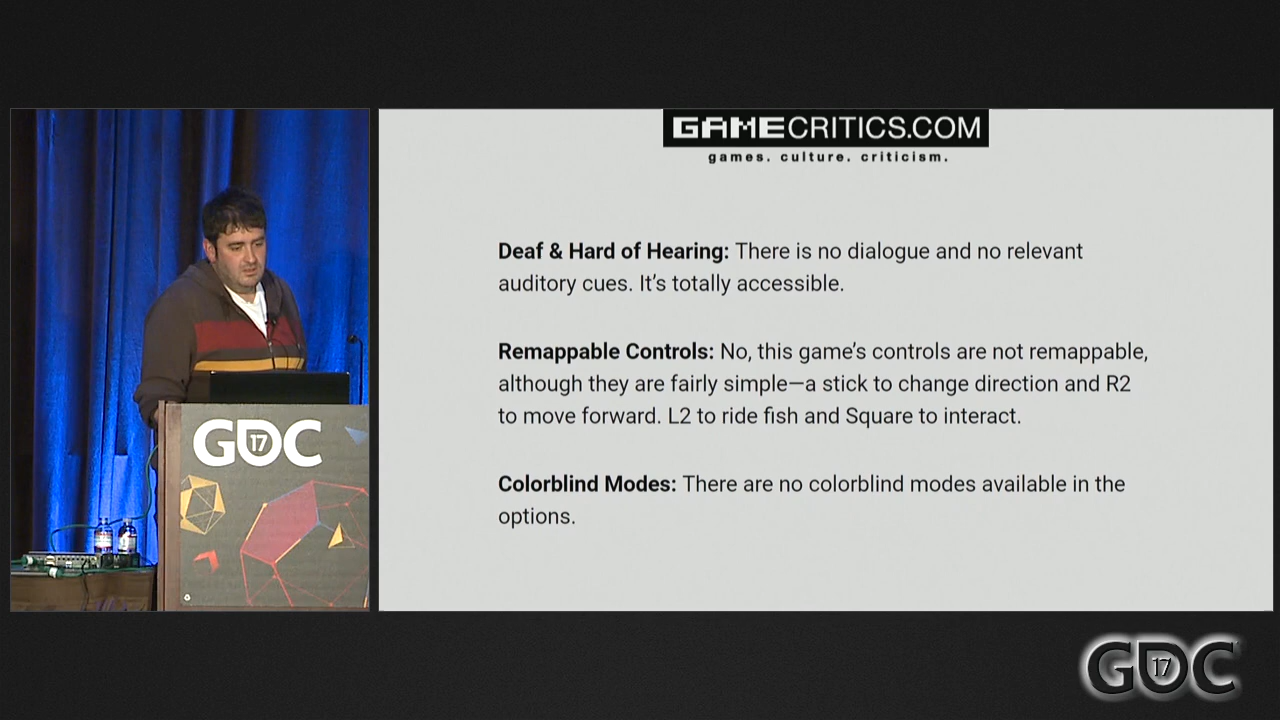 GAMECRITICS.COM
games. culture. criticism.
Deaf & Hard of Hearing: There is no dialogue and no relevant
auditory cues. It’s totally accessible.
Remappable Controls: No, this game’s controls are not remappable,
although they are fairly simple—a stick to change direction and R2
to move forward. L2 to ride fish and Square to interact.
Colorblind Modes: There are no colorblind modes available in the
options.
GDC
17
GDC
17